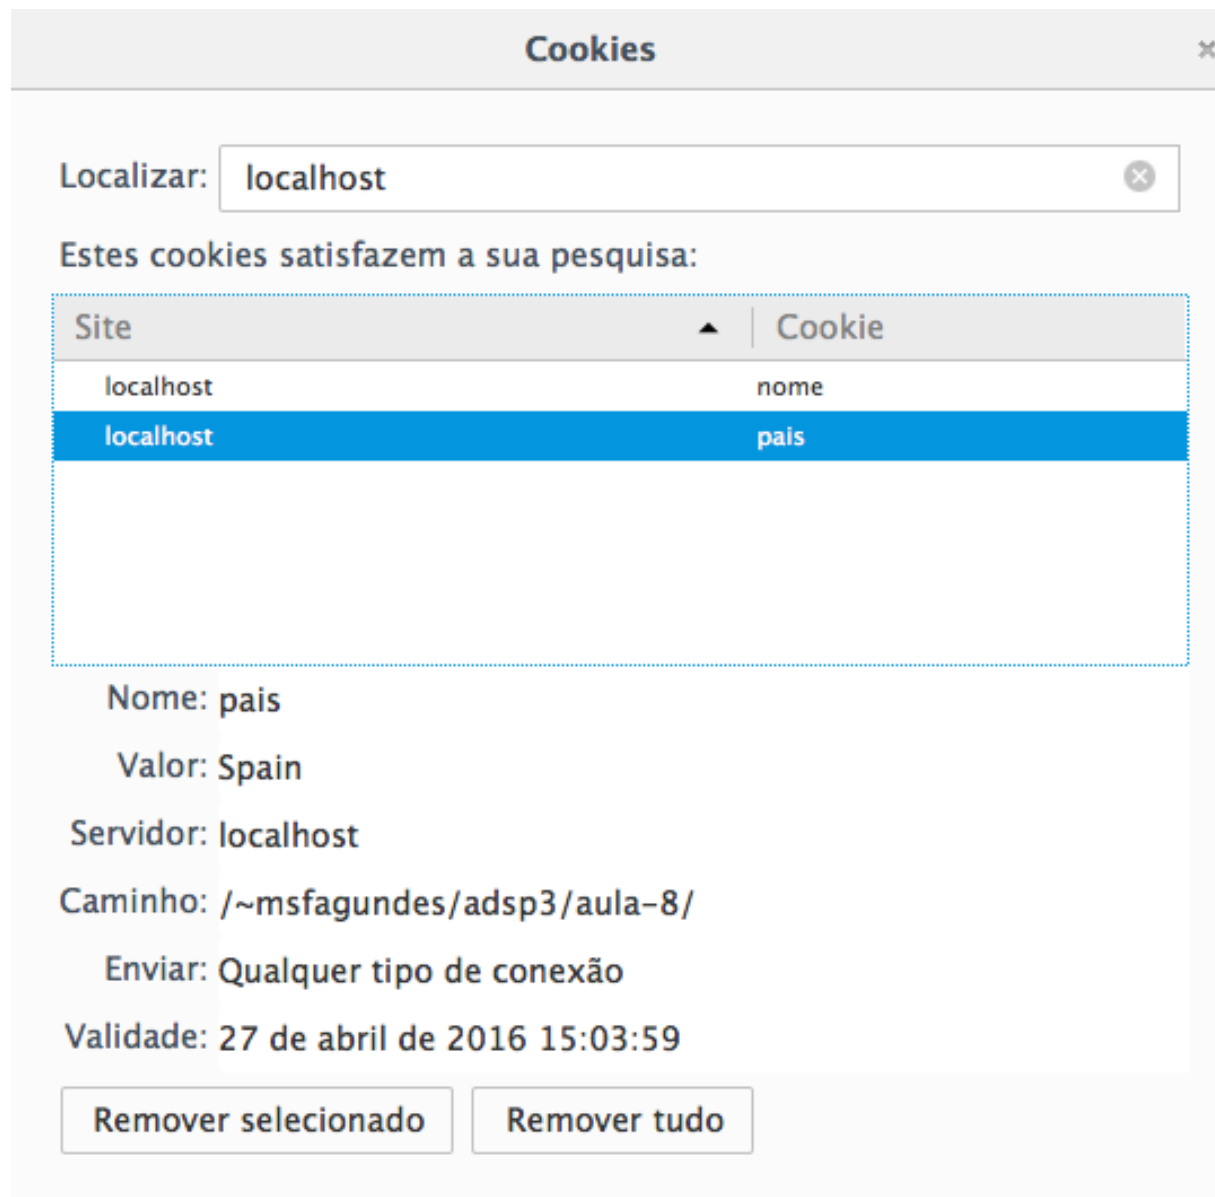 Cookies
Localizar: localhost
Estes cookies satisfazem a sua pesquisa:
Site Cookie
localhost nome
localhost pais
Nome: pais
Valor: Spain
Servidor: localhost
Caminho: /~msfagundes/adsp3/aula-8/
Enviar: Qualquer tipo de conexão
Validade: 27 de abril de 2016 15:03:59
Remover selecionado Remover tudo